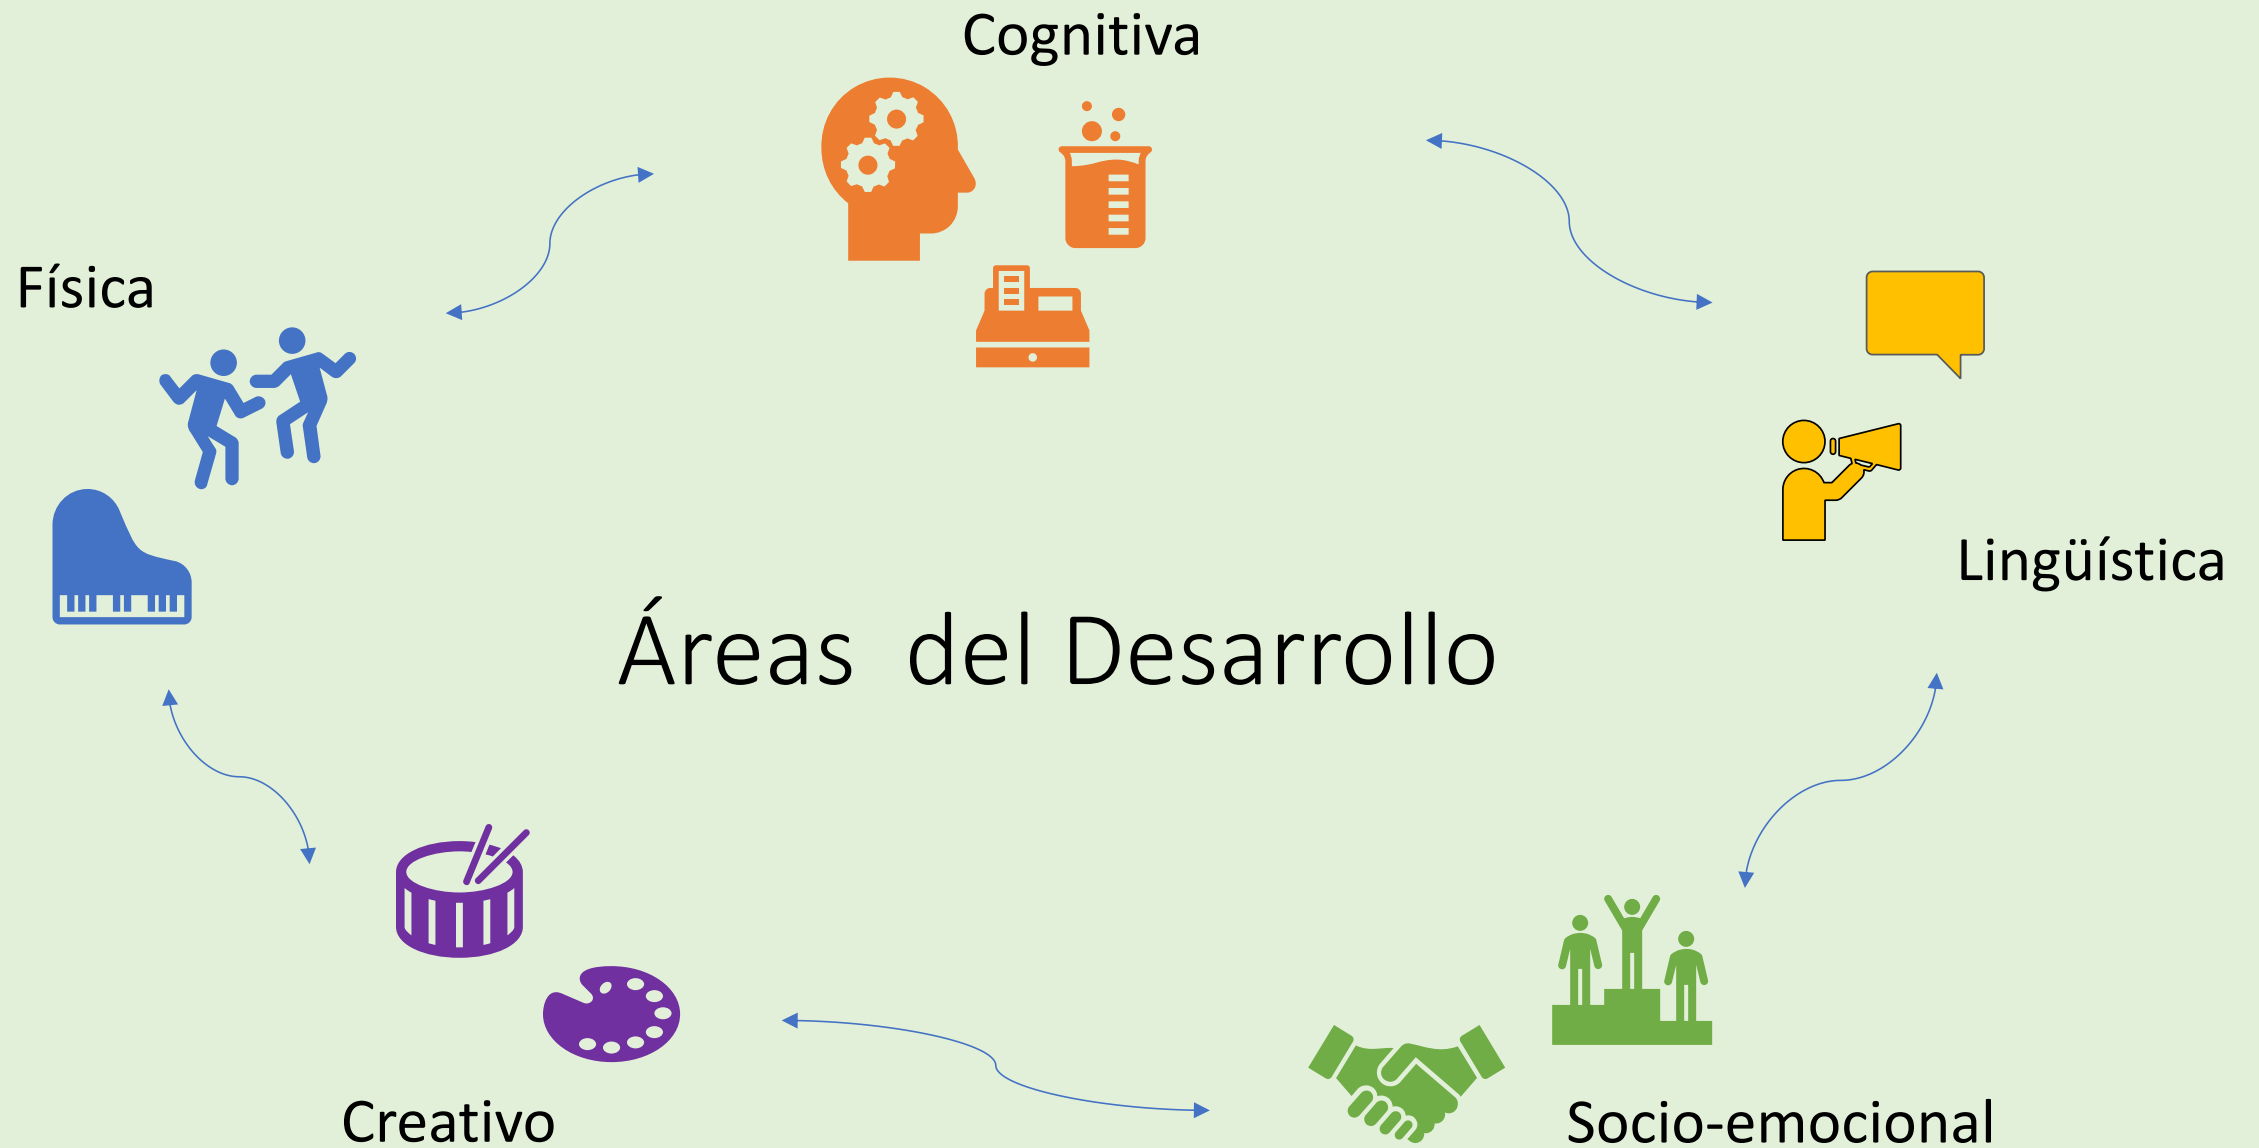 Cognitiva
Física
Lingüística
Áreas  del Desarrollo
Creativo
Socio-emocional